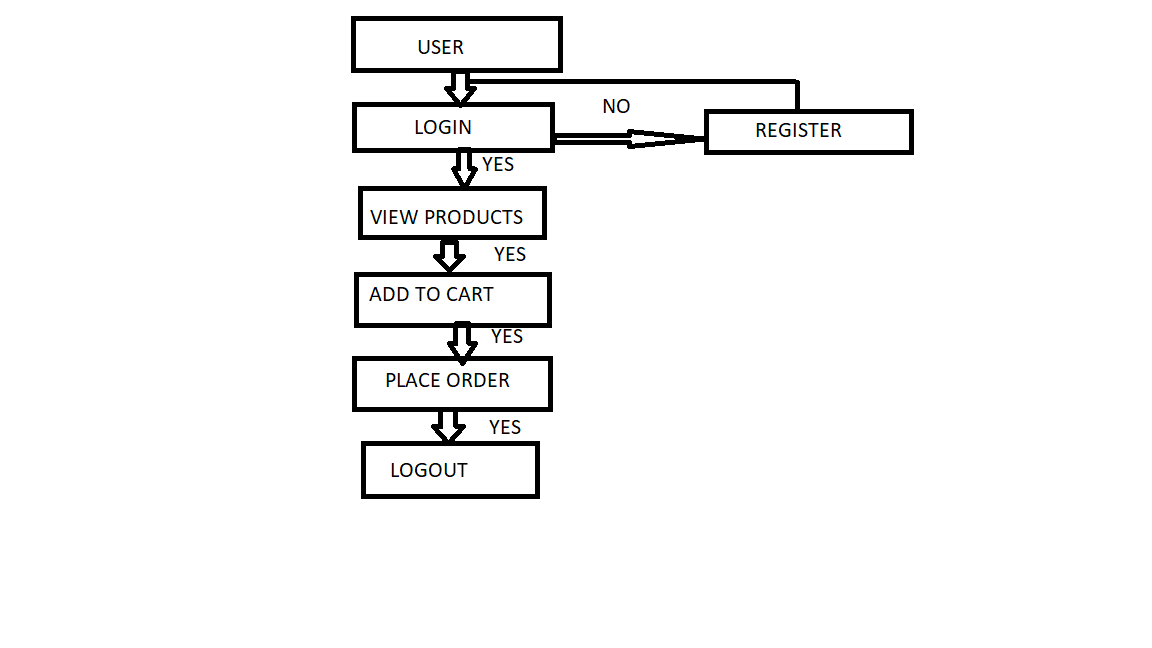 USER
NO
LOGIN
REGISTER
YES
VIEW PRODUCTS
YES
ADD TO CART
YES
PLACE ORDER
YES
LOGOUT